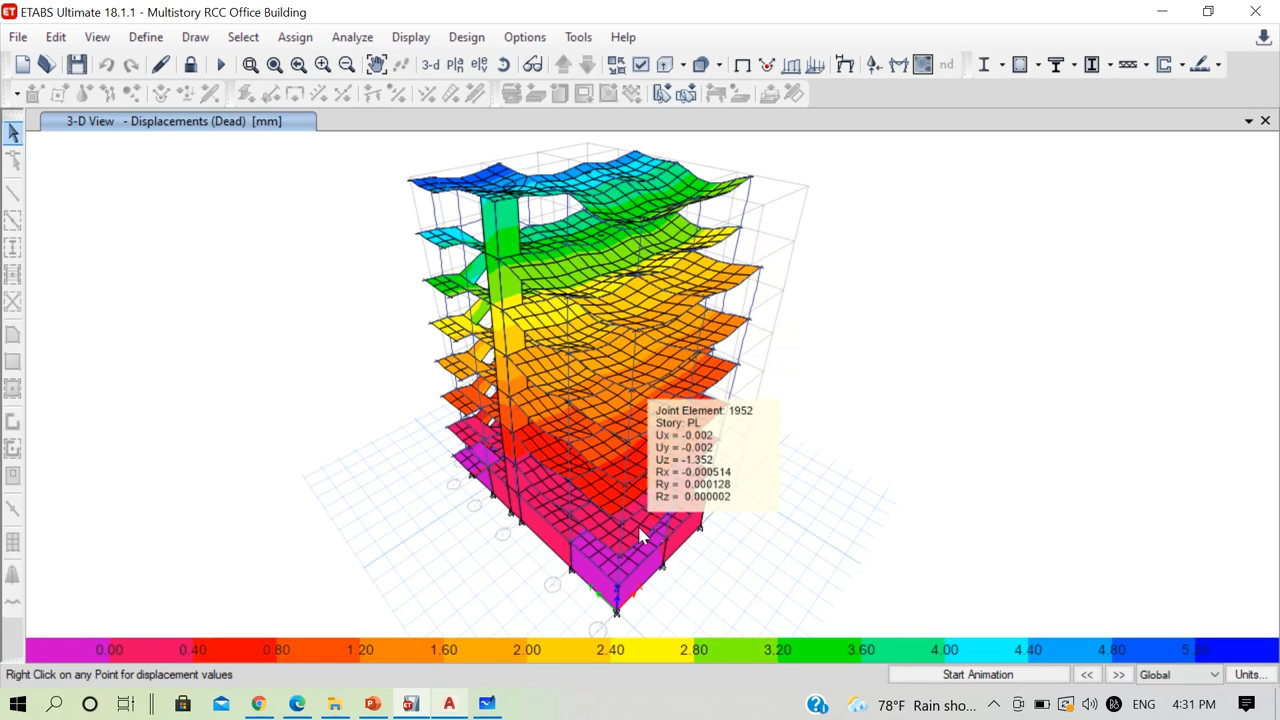 ETABS Ultimate 18.1.1 - Multistory RCC Office Building
File Edit View Define Draw Select Assign Analyze Display Design Options Tools Help
3-d nd
3-D View - Displacements (Dead) [mm]
Joint Element: 1952
Story: PL
Ux = -0.002
Uy = -0.002
Uz = -1.352
Rx = -0.000514
Ry = 0.000128
Rz = 0.000002
0.00 0.40 0.80 1.20 1.60 2.00 2.40 2.80 3.20 3.60 4.00 4.40 4.80 5.20
Right Click on any Point for displacement values
Start Animation << >> Global Units...
78°F Rain sho... ENG 4:31 PM